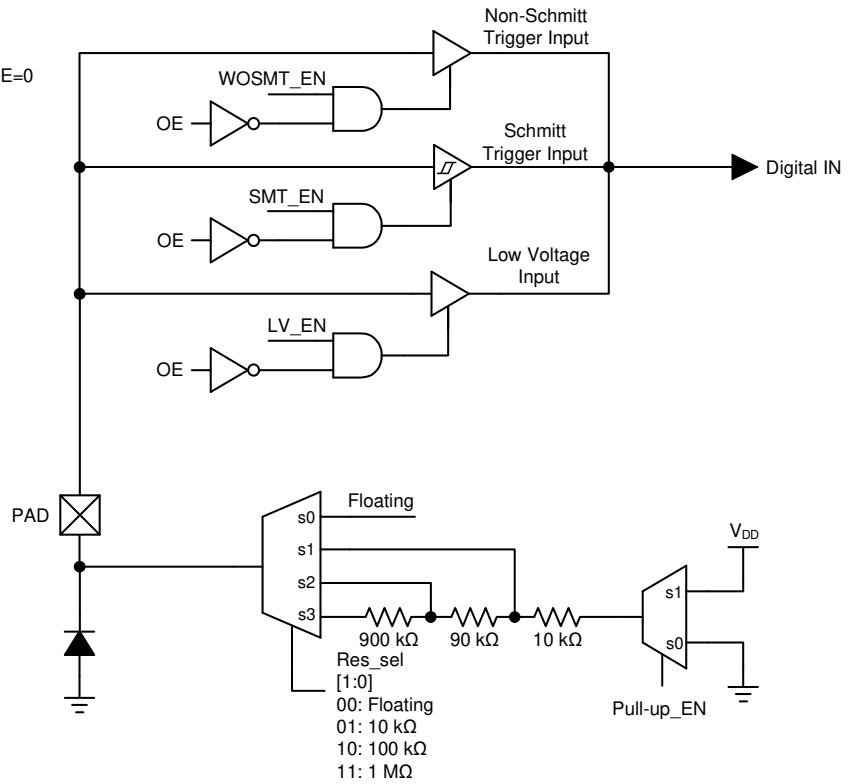 Non-Schmitt
Trigger Input
E=0
WOSMT_EN
OE
Schmitt
Trigger Input
Digital IN
SMT_EN
OE
Low Voltage
Input
LV_EN
OE
PAD
Floating
s0
s1
s2
s3
900 kΩ
90 kΩ
10 kΩ
VDD
s1
s0
Res_sel
[1:0]
00: Floating
01: 10 kΩ
10: 100 kΩ
11: 1 MΩ
Pull-up_EN